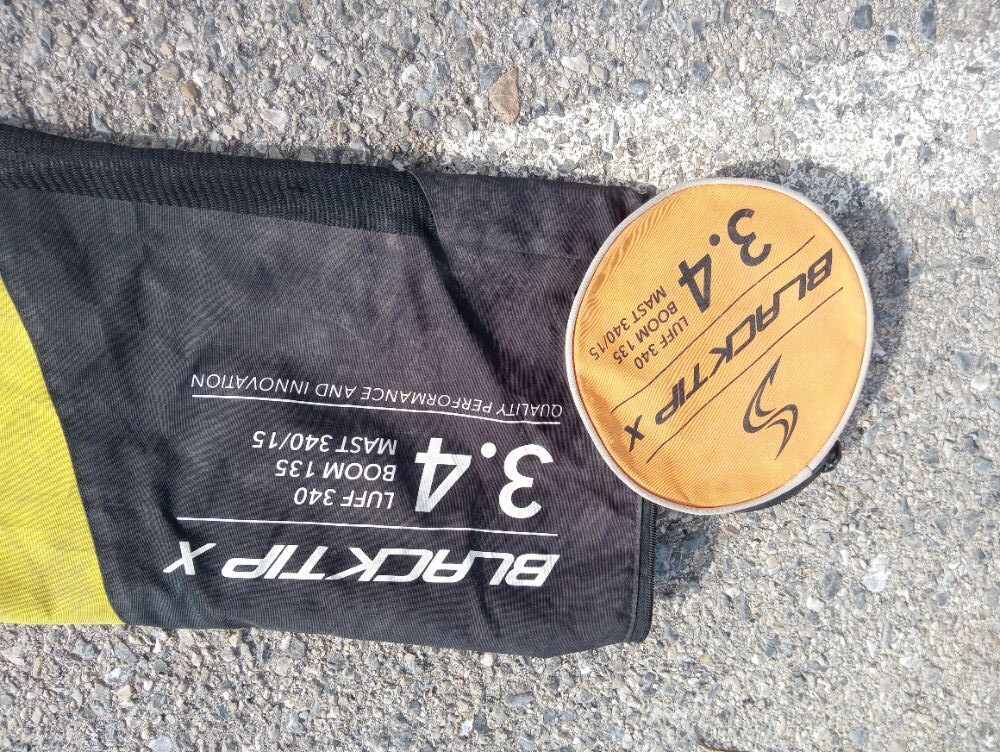 BLACKTIP X
3.4
LUFF 340
BOOM 135
MAST 340/15
QUALITY PERFORMANCE AND INNOVATION
BLACKTIP X
3.4
LUFF 340
BOOM 135
MAST 340/15